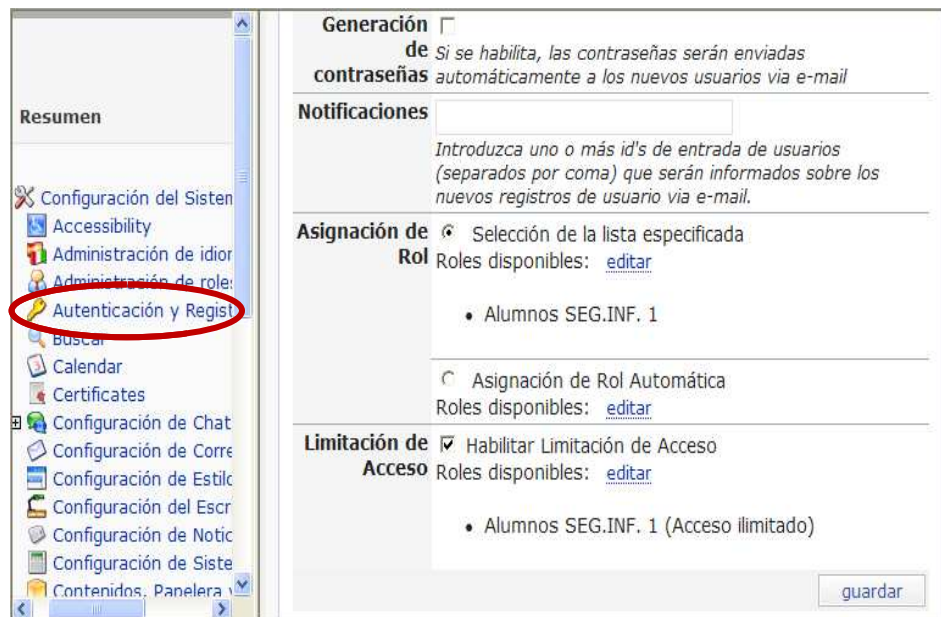 Resumen
Configuración del Sistem
Accessibility
Administración de idior
Administración de role
Autenticación y Regist
Buscar
Calendar
Certificates
Configuración de Chat
Configuración de Corre
Configuración de Estilo
Configuración del Escr
Configuración de Notic
Configuración de Siste
Contenidos, Papelera y
Generación
de
contraseñas
Si se habilita, las contraseñas serán enviadas
automáticamente a los nuevos usuarios via e-mail
Notificaciones
Introduzca uno o más id's de entrada de usuarios
(separados por coma) que serán informados sobre los
nuevos registros de usuario via e-mail.
Asignación de
Rol
Selección de la lista especificada
Roles disponibles: editar
• Alumnos SEG.INF. 1
Asignación de Rol Automática
Roles disponibles: editar
Limitación de
Acceso
Habilitar Limitación de Acceso
Roles disponibles: editar
• Alumnos SEG.INF. 1 (Acceso ilimitado)
guardar